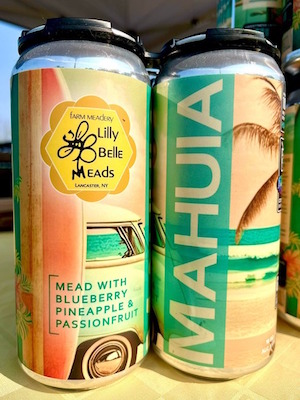 FARM MEADERY
Lilly
Belle
Meads
LANCASTER, NY
MEAD WITH
BLUEBERRY
PINEAPPLE &
PASSIONFRUIT
MAHUIA